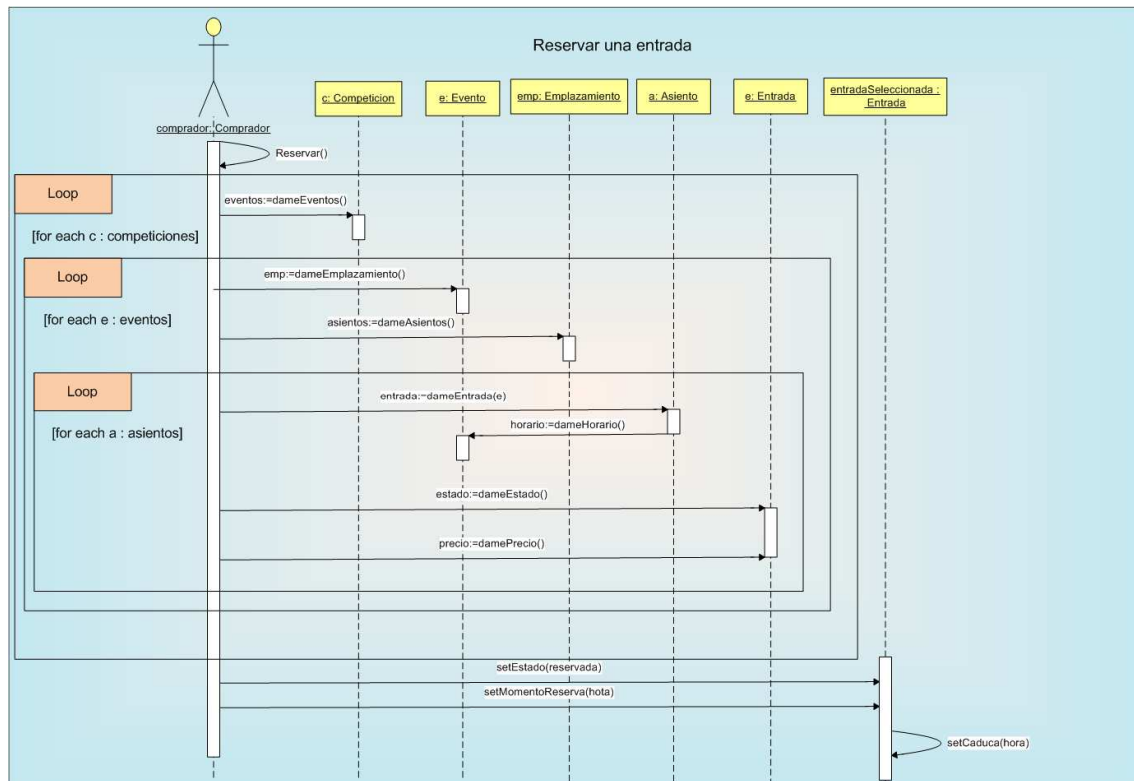 Reservar una entrada
c: Competicion
e: Evento
emp: Emplazamiento
a: Asiento
e: Entrada
entradaSeleccionada :
Entrada
comprador: Comprador
Reservar()
Loop
eventos:=dameEventos()
[for each c : competiciones]
Loop
emp:=dameEmplazamiento()
[for each e : eventos]
asientos:=dameAsientos()
Loop
entrada:=dameEntrada(e)
[for each a : asientos]
horario:=dameHorario()
estado:=dameEstado()
precio:=damePrecio()
setEstado(reservada)
setMomentoReserva(hota)
setCaduca(hora)